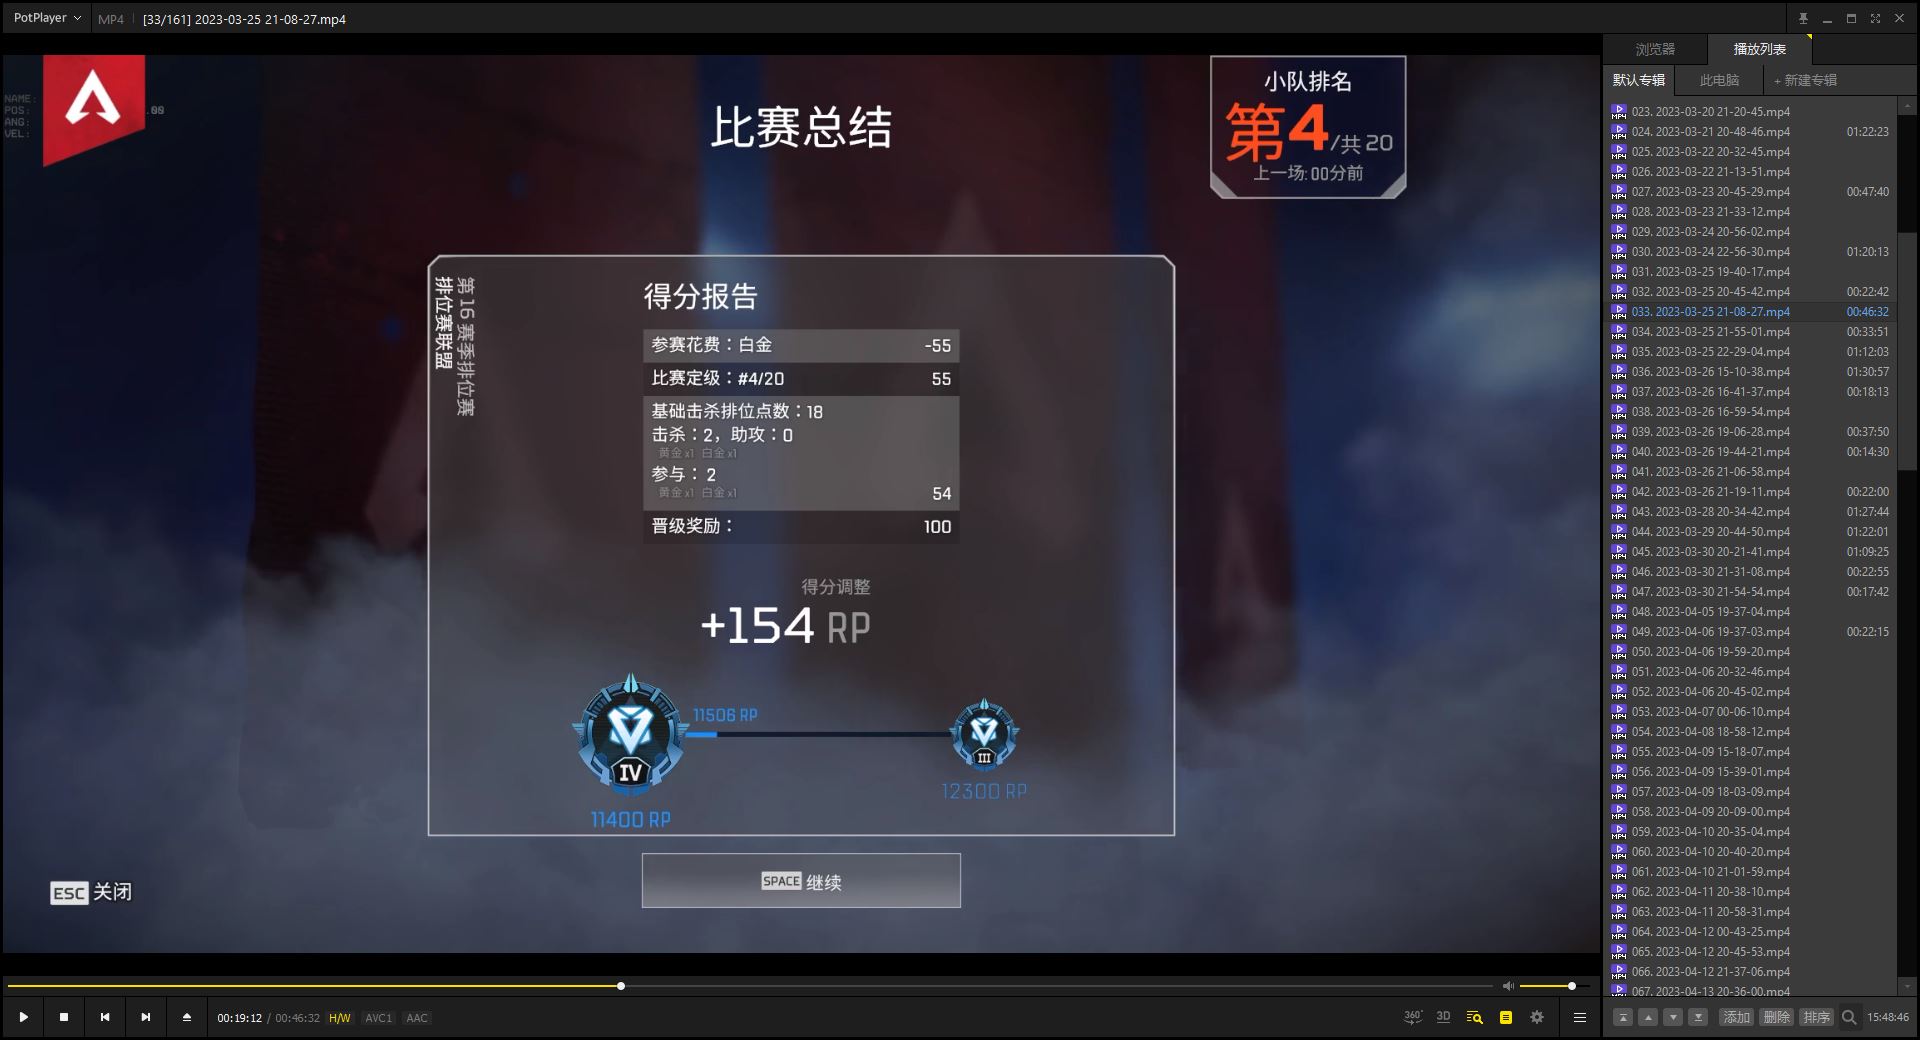 PotPlayer
MP4
[33/161] 2023-03-25 21-08-27.mp4
NAME:
POS:
.00
ANG:
VEL:
比赛总结
小队排名
第4/共 20
上一场:00分前
第 16 赛季排位赛
排位赛联盟
得分报告
参赛花费：白金 -55
比赛定级：#4/20 55
基础击杀排位点数：18
击杀：2，助攻：0
黄金 x1 白金 x1
参与： 2
黄金 x1 白金 x1
54
晋级奖励： 100
得分调整
+154 RP
11506 RP
IV
III
11400 RP
12300 RP
SPACE 继续
ESC 关闭
00:19:12 / 00:46:32 H/W AVC1 AAC
360°
3D
浏览器
播放列表
默认专辑
此电脑
+ 新建专辑
023. 2023-03-20 21-20-45.mp4
024. 2023-03-21 20-48-46.mp4 01:22:23
025. 2023-03-22 20-32-45.mp4
026. 2023-03-22 21-13-51.mp4
027. 2023-03-23 20-45-29.mp4 00:47:40
028. 2023-03-23 21-33-12.mp4
029. 2023-03-24 20-56-02.mp4
030. 2023-03-24 22-56-30.mp4 01:20:13
031. 2023-03-25 19-40-17.mp4
032. 2023-03-25 20-45-42.mp4 00:22:42
033. 2023-03-25 21-08-27.mp4 00:46:32
034. 2023-03-25 21-55-01.mp4 00:33:51
035. 2023-03-25 22-29-04.mp4 01:12:03
036. 2023-03-26 15-10-38.mp4 01:30:57
037. 2023-03-26 16-41-37.mp4 00:18:13
038. 2023-03-26 16-59-54.mp4
039. 2023-03-26 19-06-28.mp4 00:37:50
040. 2023-03-26 19-44-21.mp4 00:14:30
041. 2023-03-26 21-06-58.mp4
042. 2023-03-26 21-19-11.mp4 00:22:00
043. 2023-03-28 20-34-42.mp4 01:27:44
044. 2023-03-29 20-44-50.mp4 01:22:01
045. 2023-03-30 20-21-41.mp4 01:09:25
046. 2023-03-30 21-31-08.mp4 00:22:55
047. 2023-03-30 21-54-54.mp4 00:17:42
048. 2023-04-05 19-37-04.mp4
049. 2023-04-06 19-37-03.mp4 00:22:15
050. 2023-04-06 19-59-20.mp4
051. 2023-04-06 20-32-46.mp4
052. 2023-04-06 20-45-02.mp4
053. 2023-04-07 00-06-10.mp4
054. 2023-04-08 18-58-12.mp4
055. 2023-04-09 15-18-07.mp4
056. 2023-04-09 15-39-01.mp4
057. 2023-04-09 18-03-09.mp4
058. 2023-04-09 20-09-00.mp4
059. 2023-04-10 20-35-04.mp4
060. 2023-04-10 20-40-20.mp4
061. 2023-04-10 21-01-59.mp4
062. 2023-04-11 20-38-10.mp4
063. 2023-04-11 20-58-31.mp4
064. 2023-04-12 00-43-25.mp4
065. 2023-04-12 20-45-53.mp4
066. 2023-04-12 21-37-06.mp4
067. 2023-04-13 20-36-00.mp4
添加 删除 排序 15:48:46